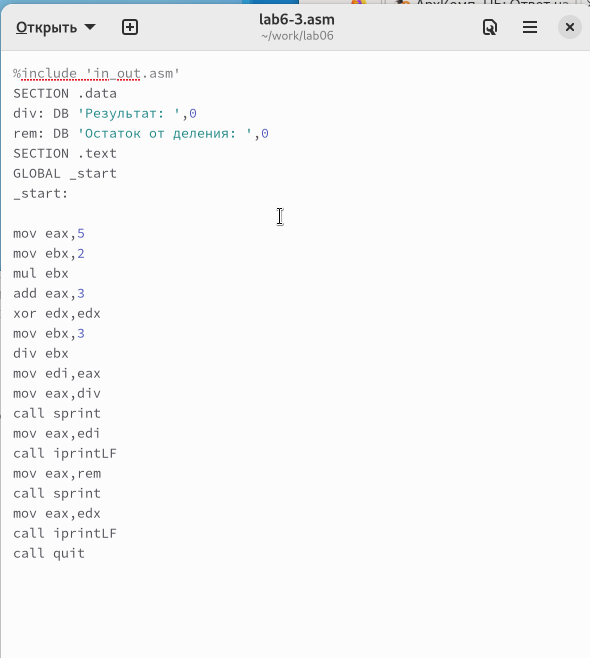 Открыть
lab6-3.asm
~/work/lab06
%include 'in_out.asm'
SECTION .data
div: DB 'Результат: ',0
rem: DB 'Остаток от деления: ',0
SECTION .text
GLOBAL _start
_start:
mov eax,5
mov ebx,2
mul ebx
add eax,3
xor edx,edx
mov ebx,3
div ebx
mov edi,eax
mov eax,div
call sprint
mov eax,edi
call iprintLF
mov eax,rem
call sprint
mov eax,edx
call iprintLF
call quit